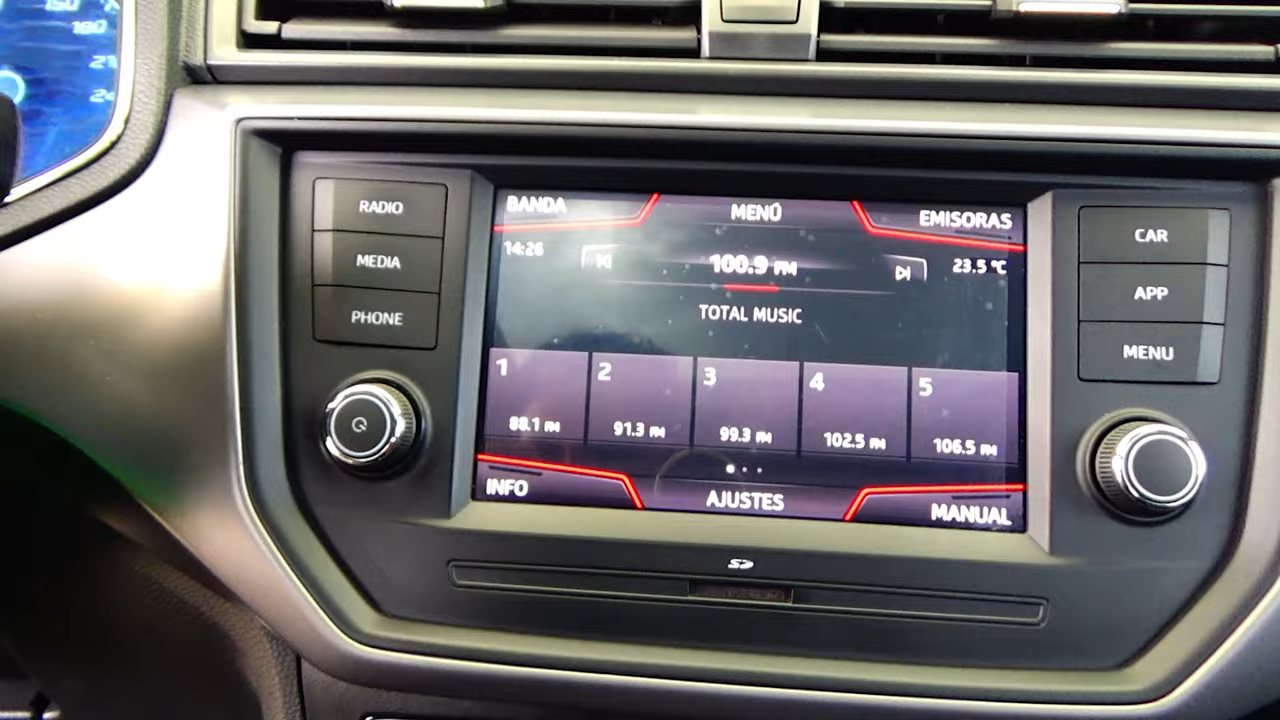 150
180
RADIO
MEDIA
PHONE
BANDA
MENÚ
EMISORAS
14:26
100.9 FM
23.5 °C
TOTAL MUSIC
1
2
3
4
5
88.1 FM
91.3 FM
99.3 FM
102.5 FM
106.5 FM
INFO
AJUSTES
MANUAL
CAR
APP
MENU
SD